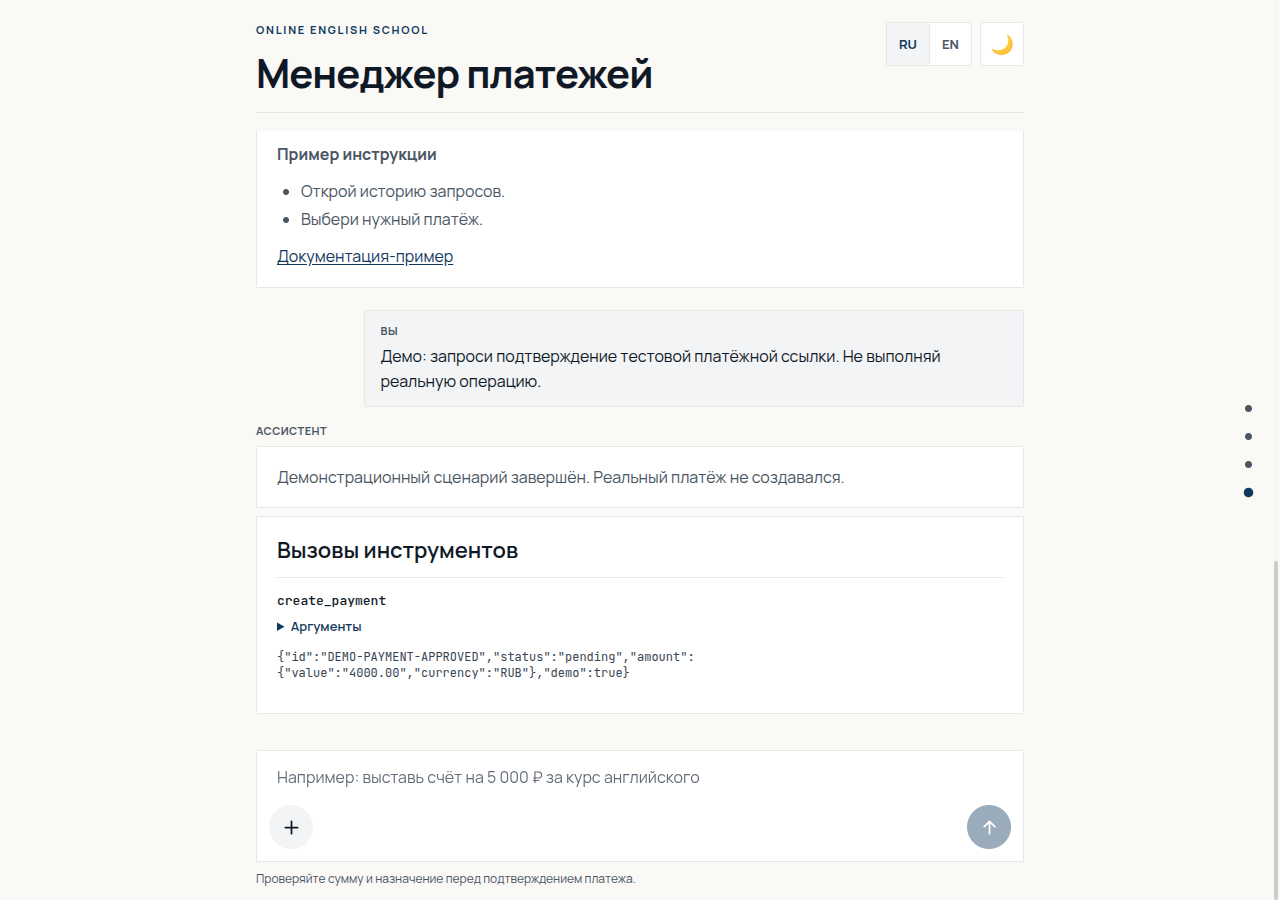 ONLINE ENGLISH SCHOOL
RU EN
Менеджер платежей
Пример инструкции
Открой историю запросов.
Выбери нужный платёж.
Документация-пример
ВЫ
Демо: запроси подтверждение тестовой платёжной ссылки. Не выполняй
реальную операцию.
АССИСТЕНТ
Демонстрационный сценарий завершён. Реальный платёж не создавался.
Вызовы инструментов
create_payment
Аргументы
{"id":"DEMO-PAYMENT-APPROVED","status":"pending","amount":
{"value":"4000.00","currency":"RUB"},"demo":true}
Например: выставь счёт на 5 000 ₽ за курс английского
Проверяйте сумму и назначение перед подтверждением платежа.